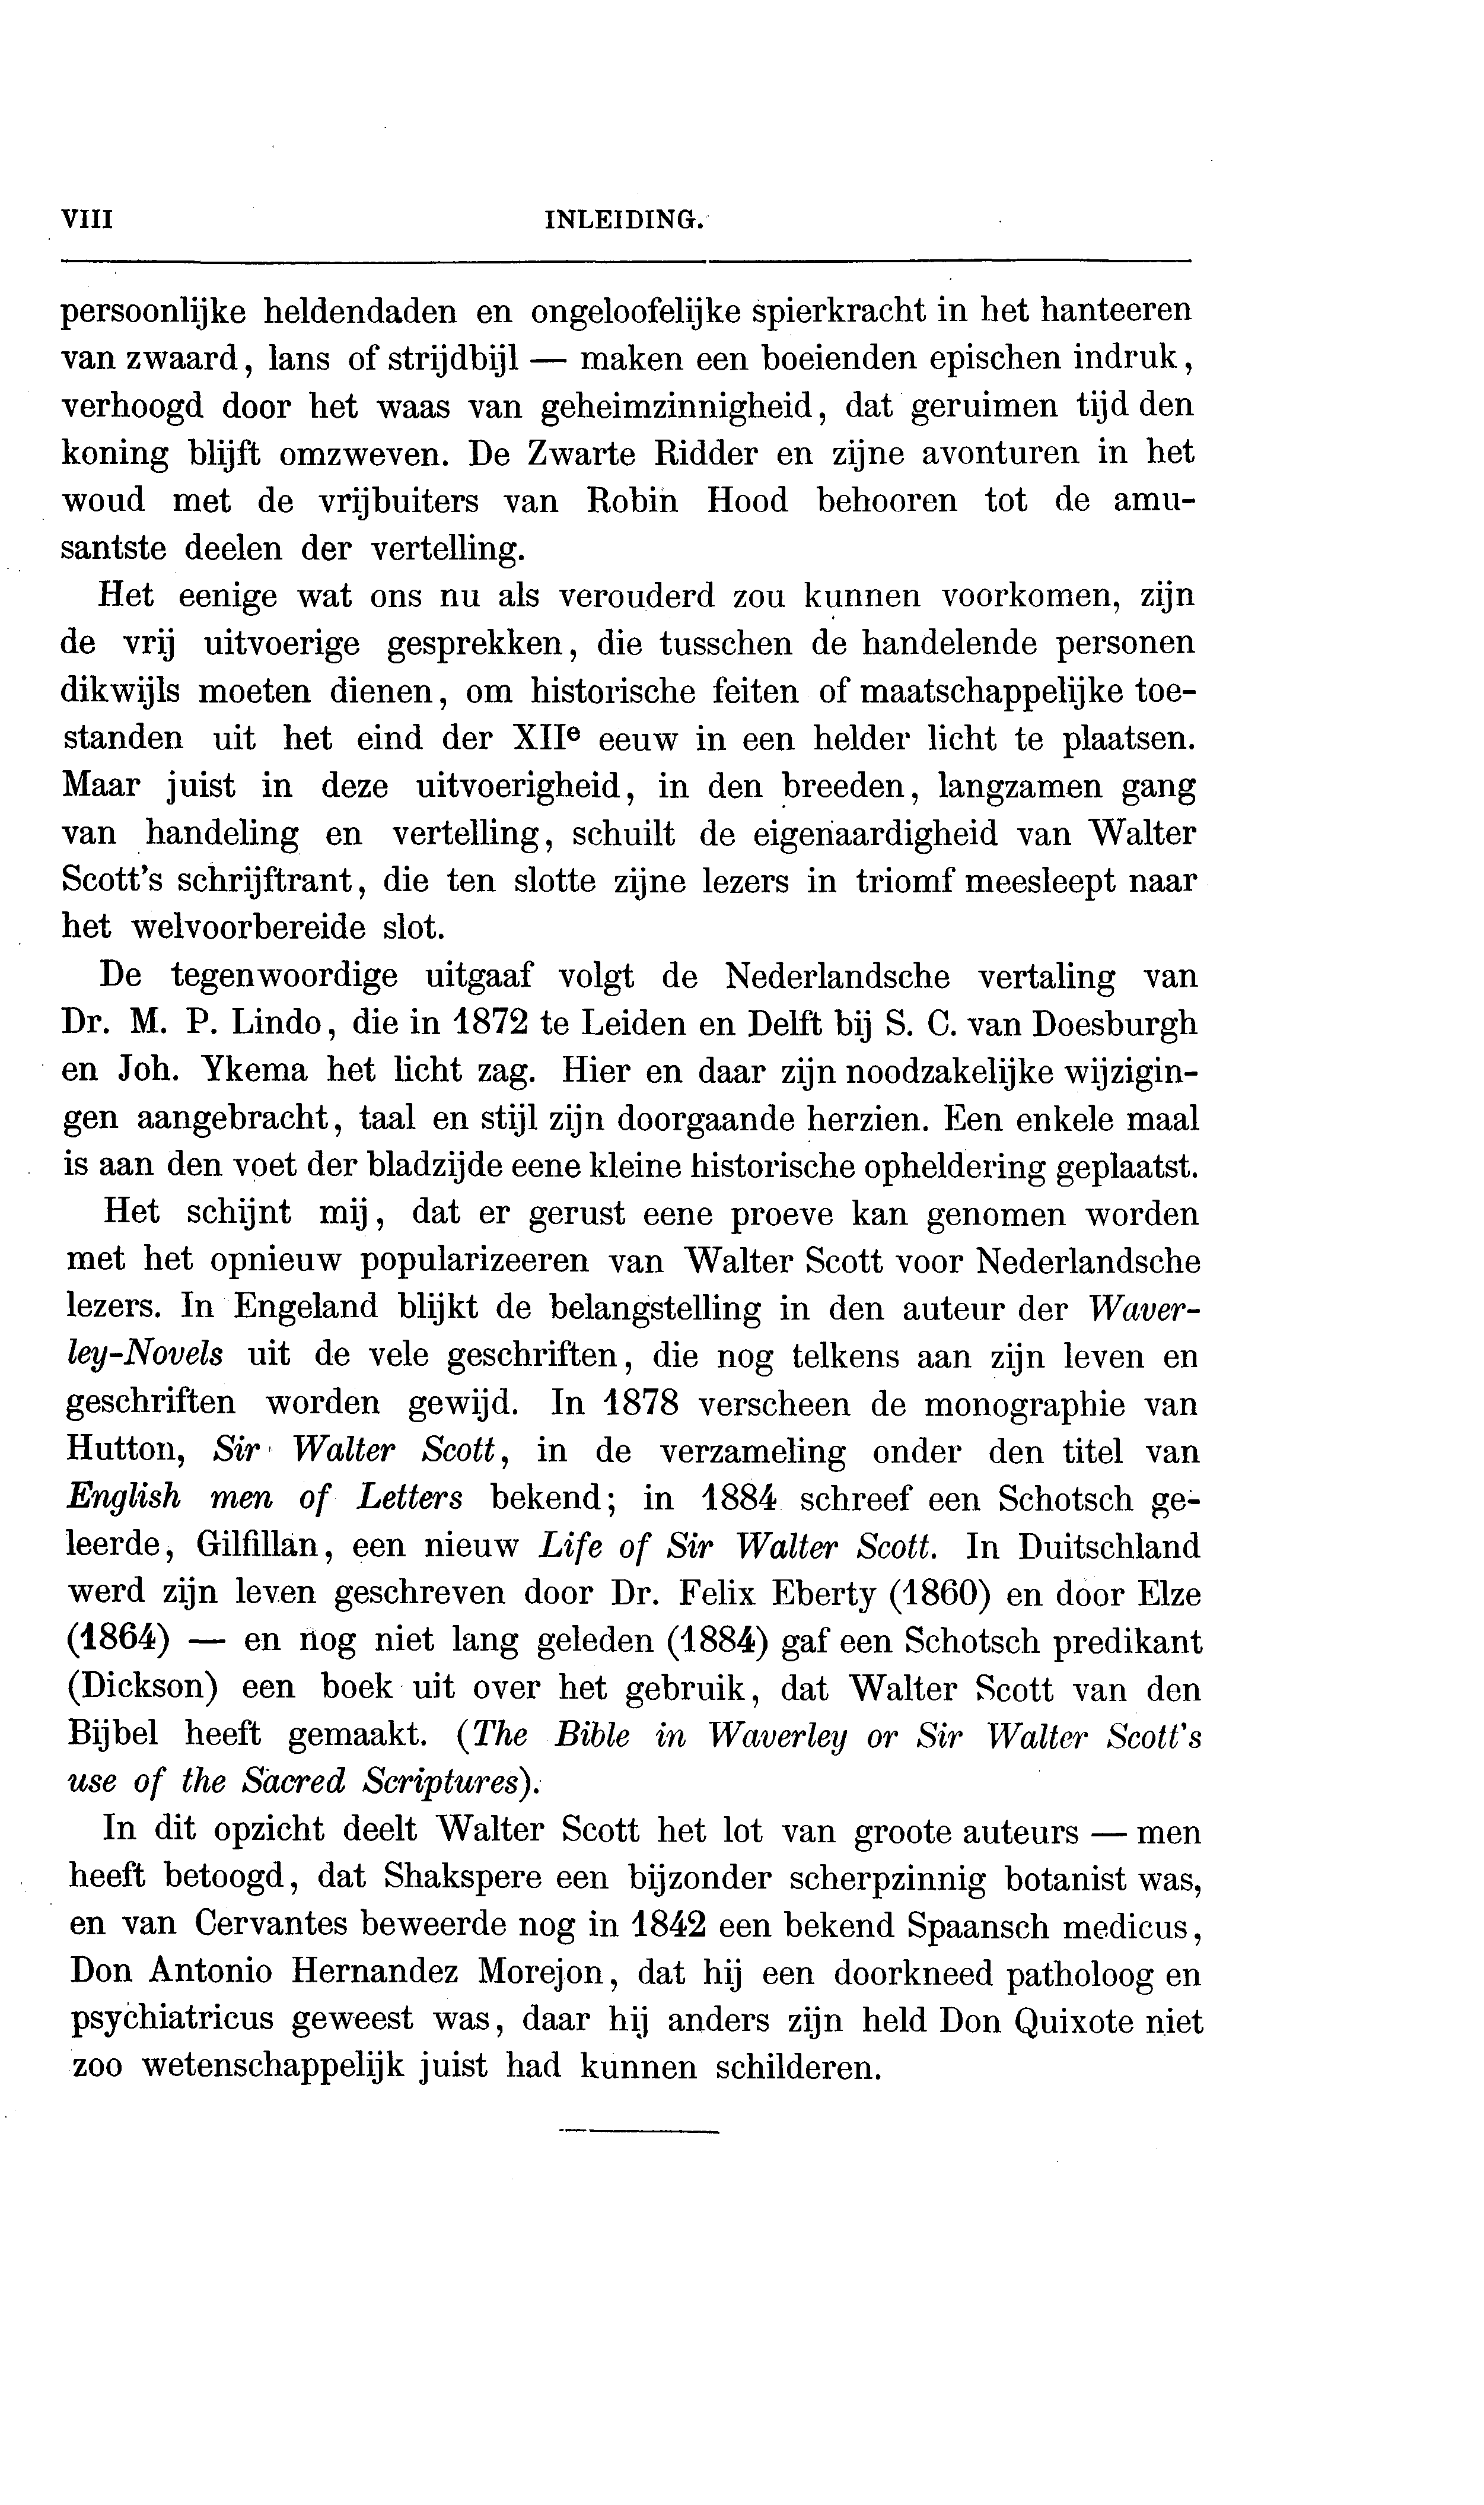 VIII INLEIDING.
persoonlijke heldendaden en ongeloofelijke spierkracht in het hanteeren
van zwaard, lans of strijdbijl — maken een boeienden epischen indruk,
verhoogd door het waas van geheimzinnigheid, dat geruimen tijd den
koning blijft omzweven. De Zwarte Ridder en zijne avonturen in het
woud met de vrijbuiters van Robin Hood behooren tot de amu-
santste deelen der vertelling.
Het eenige wat ons nu als verouderd zou kunnen voorkomen, zijn
de vrij uitvoerige gesprekken, die tusschen de handelende personen
dikwijls moeten dienen, om historische feiten of maatschappelijke toe-
standen uit het eind der XIIe eeuw in een helder licht te plaatsen.
Maar juist in deze uitvoerigheid, in den breeden, langzamen gang
van handeling en vertelling, schuilt de eigenaardigheid van Walter
Scott's schrijftrant, die ten slotte zijne lezers in triomf meesleept naar
het welvoorbereide slot.
De tegenwoordige uitgaaf volgt de Nederlandsche vertaling van
Dr. M. P. Lindo, die in 1872 te Leiden en Delft bij S. C. van Doesburgh
en Joh. Ykema het licht zag. Hier en daar zijn noodzakelijke wijzigin-
gen aangebracht, taal en stijl zijn doorgaande herzien. Een enkele maal
is aan den voet der bladzijde eene kleine historische opheldering geplaatst.
Het schijnt mij, dat er gerust eene proeve kan genomen worden
met het opnieuw popularizeeren van Walter Scott voor Nederlandsche
lezers. In Engeland blijkt de belangstelling in den auteur der Waver-
ley-Novels uit de vele geschriften, die nog telkens aan zijn leven en
geschriften worden gewijd. In 1878 verscheen de monographie van
Hutton, Sir Walter Scott, in de verzameling onder den titel van
English men of Letters bekend; in 1884 schreef een Schotsch ge-
leerde, Gilfillan, een nieuw Life of Sir Walter Scott. In Duitschland
werd zijn leven geschreven door Dr. Felix Eberty (1860) en door Elze
(1864) — en nog niet lang geleden (1884) gaf een Schotsch predikant
(Dickson) een boek uit over het gebruik, dat Walter Scott van den
Bijbel heeft gemaakt. (The Bible in Waverley or Sir Walter Scott's
use of the Sacred Scriptures).
In dit opzicht deelt Walter Scott het lot van groote auteurs — men
heeft betoogd, dat Shakspere een bijzonder scherpzinnig botanist was,
en van Cervantes beweerde nog in 1842 een bekend Spaansch medicus,
Don Antonio Hernandez Morejon, dat hij een doorkneed patholoog en
psychiatricus geweest was, daar hij anders zijn held Don Quixote niet
zoo wetenschappelijk juist had kunnen schilderen.